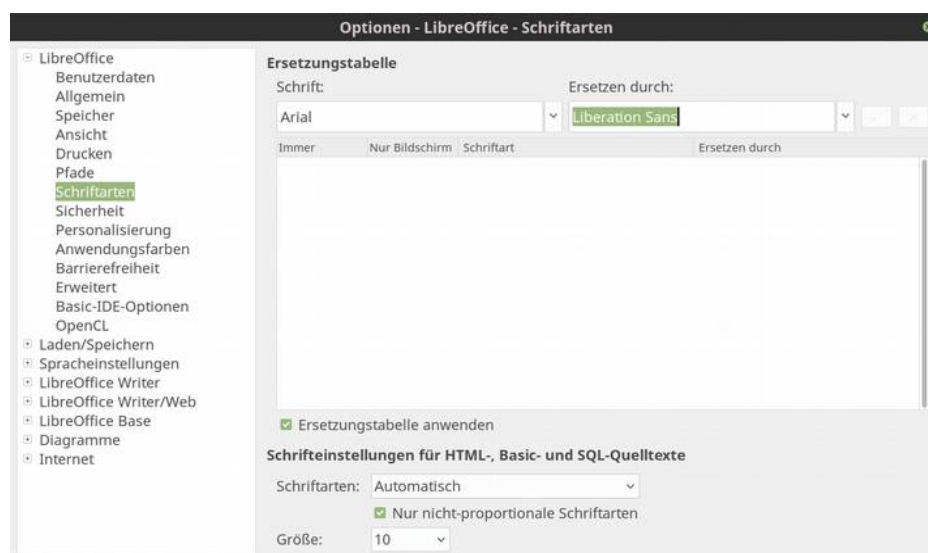 Optionen - LibreOffice - Schriftarten
LibreOffice
Benutzerdaten
Allgemein
Speicher
Ansicht
Drucken
Pfade
Schriftarten
Sicherheit
Personalisierung
Anwendungsfarben
Barrierefreiheit
Erweitert
Basic-IDE-Optionen
OpenCL
Laden/Speichern
Spracheinstellungen
LibreOffice Writer
LibreOffice Writer/Web
LibreOffice Base
Diagramme
Internet
Ersetzungstabelle
Schrift: Ersetzen durch:
Arial Liberation Sans
Immer Nur Bildschirm Schriftart Ersetzen durch
Ersetzungstabelle anwenden
Schrifteinstellungen für HTML-, Basic- und SQL-Quelltexte
Schriftarten: Automatisch
Nur nicht-proportionale Schriftarten
Größe: 10